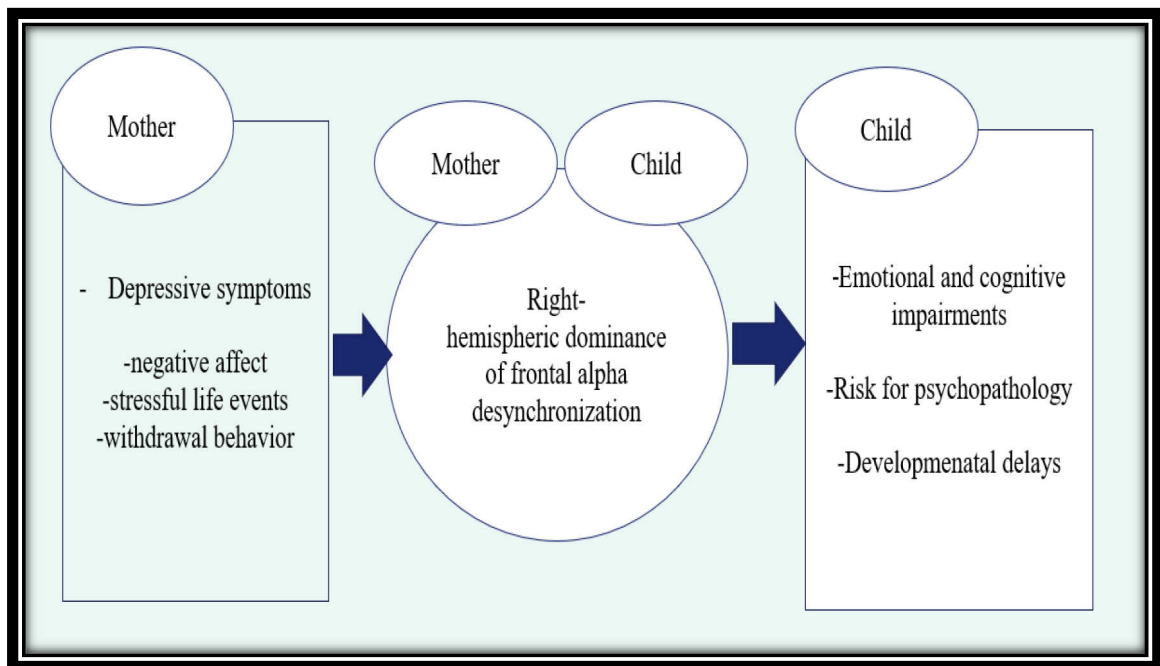 Mother
- Depressive symptoms
-negative affect
-stressful life events
-withdrawal behavior
Mother
Child
Right-
hemispheric dominance
of frontal alpha
desynchronization
Child
-Emotional and cognitive
impairments
-Risk for psychopathology
-Developmenatal delays